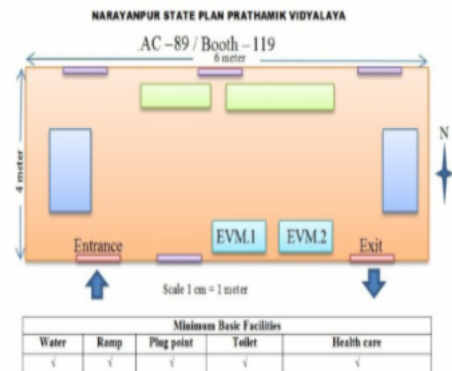 NARAYANPUR STATE PLAN PRATHAMIK VIDYALAYA
AC –89 / Booth –119
6 meter
4 meter
N
EVM.1 EVM.2
Entrance Exit
Scale 1 cm = 1 meter
Minimum Basic Facilities
Water Ramp Plug point Toilet Health care
√ √ √ √ √